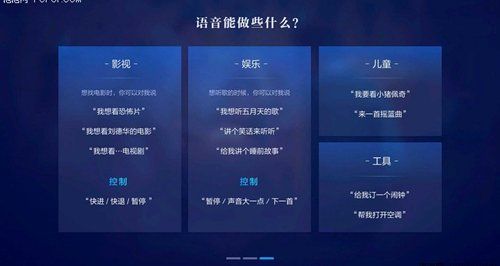 语音能做些什么?
- 影视 -
想找电影时，你可以对我说
“我想看恐怖片”
“我想看刘德华的电影”
“我想看…电视剧”
控制
“快进 / 快退 / 暂停 ”
- 娱乐 -
想听歌的时候，你可以对我说
“我想听五月天的歌”
“讲个笑话来听听”
“给我讲个睡前故事”
控制
“暂停 / 声音大一点 / 下一首”
- 儿童 -
“我要看小猪佩奇”
“来一首摇篮曲”
- 工具 -
“给我订一个闹钟”
“帮我打开空调”